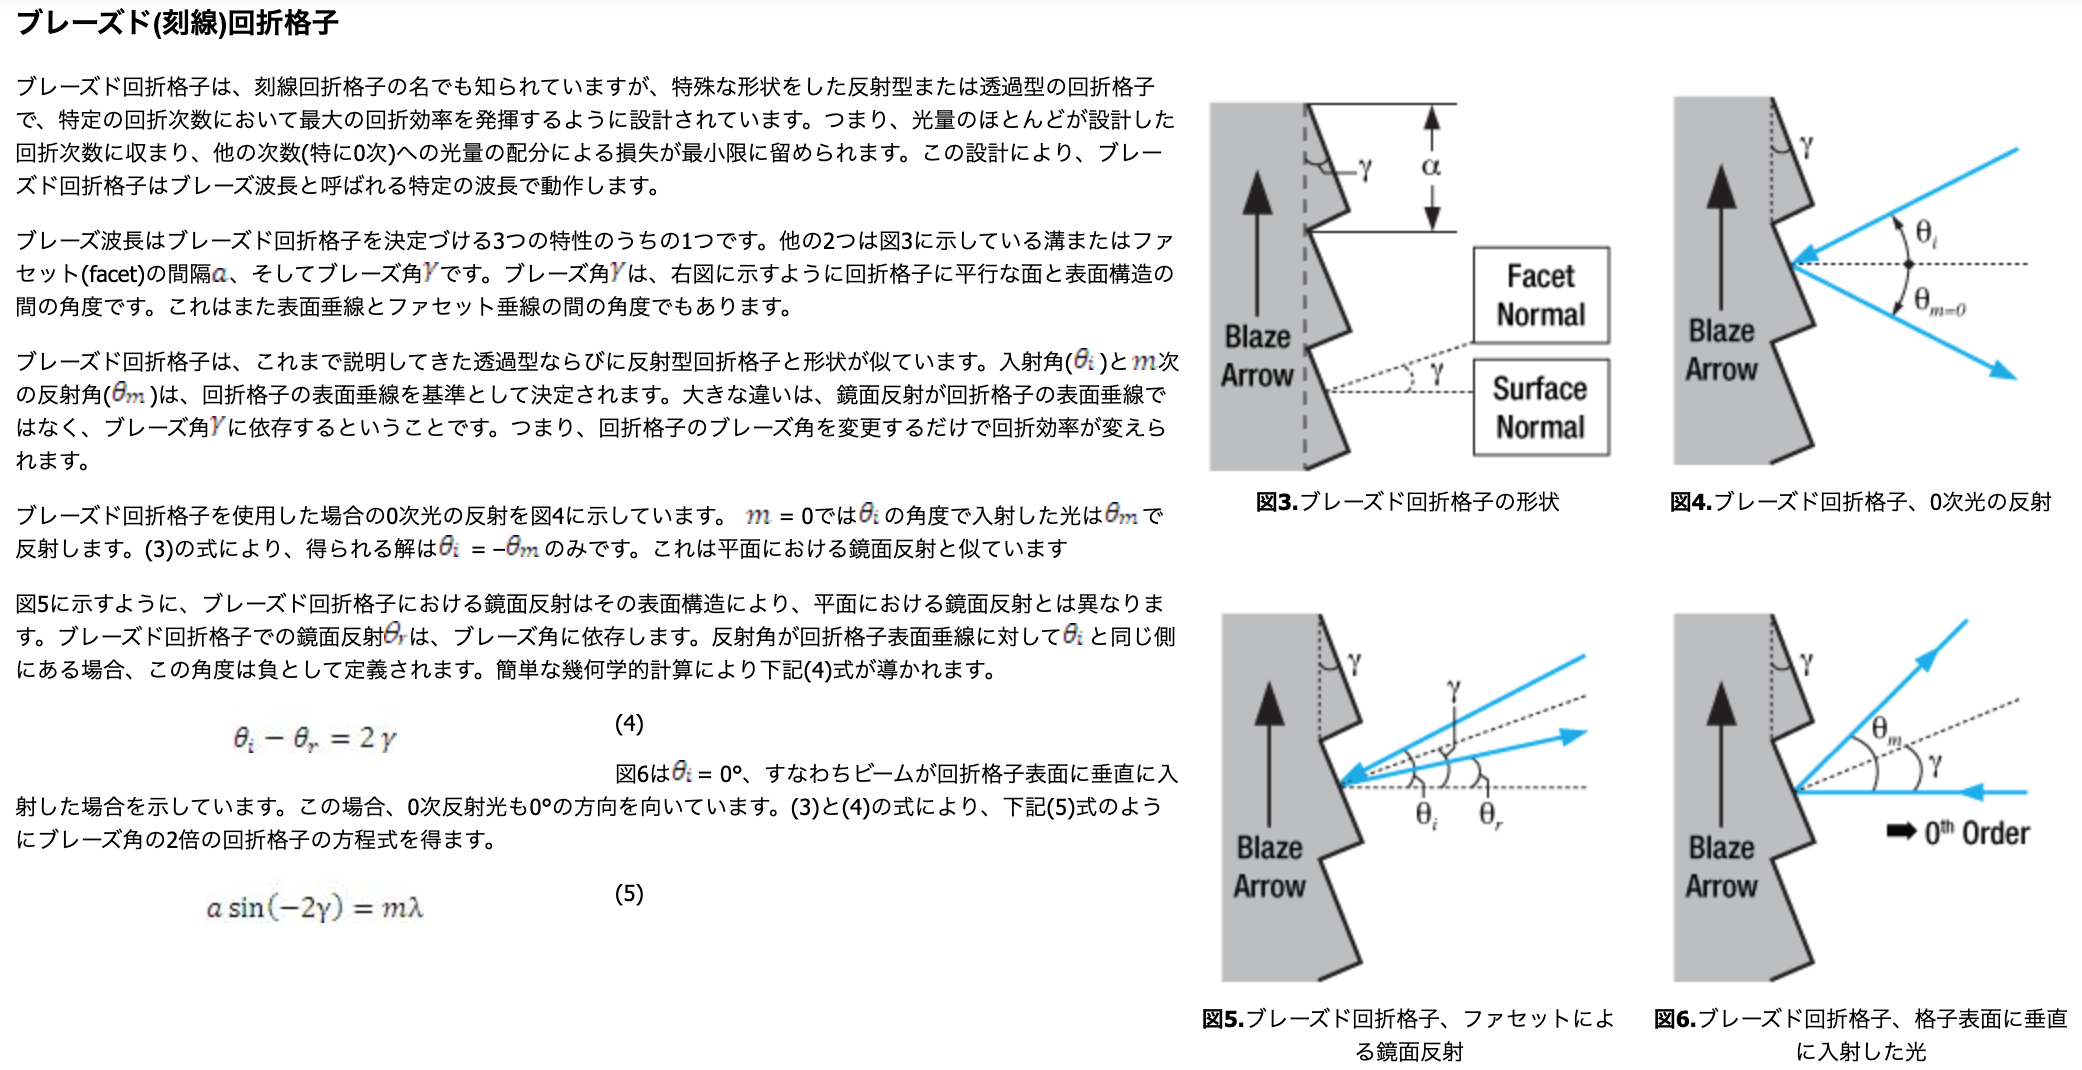 ブレーズド(刻線)回折格子
ブレーズド回折格子は、刻線回折格子の名でも知られていますが、特殊な形状をした反射型または透過型の回折格子
で、特定の回折次数において最大の回折効率を発揮するように設計されています。つまり、光量のほとんどが設計した
回折次数に収まり、他の次数(特に0次)への光量の配分による損失が最小限に留められます。この設計により、ブレー
ズド回折格子はブレーズ波長と呼ばれる特定の波長で動作します。
ブレーズ波長はブレーズド回折格子を決定づける3つの特性のうちの1つです。他の2つは図3に示している溝またはファ
セット(facet)の間隔a、そしてブレーズ角γです。ブレーズ角γは、右図に示すように回折格子に平行な面と表面構造の
間の角度です。これはまた表面垂線とファセット垂線の間の角度でもあります。
ブレーズド回折格子は、これまで説明してきた透過型ならびに反射型回折格子と形状が似ています。入射角(θi )とm次
の反射角(θm )は、回折格子の表面垂線を基準として決定されます。大きな違いは、鏡面反射が回折格子の表面垂線で
はなく、ブレーズ角γに依存するということです。つまり、回折格子のブレーズ角を変更するだけで回折効率が変えら
れます。
ブレーズド回折格子を使用した場合の0次光の反射を図4に示しています。 m = 0ではθi の角度で入射した光はθm で
反射します。(3)の式により、得られる解はθi = –θm のみです。これは平面における鏡面反射と似ています
図5に示すように、ブレーズド回折格子における鏡面反射はその表面構造により、平面における鏡面反射とは異なりま
す。ブレーズド回折格子での鏡面反射θrは、ブレーズ角に依存します。反射角が回折格子表面垂線に対してθi と同じ側
にある場合、この角度は負として定義されます。簡単な幾何学的計算により下記(4)式が導かれます。
θi − θr = 2 γ (4)
図6はθi = 0°、すなわちビームが回折格子表面に垂直に入
射した場合を示しています。この場合、0次反射光も0°の方向を向いています。(3)と(4)の式により、下記(5)式のよう
にブレーズ角の2倍の回折格子の方程式を得ます。
a sin(−2γ) = mλ (5)
γ
α
Blaze
Arrow
Facet
Normal
γ
Surface
Normal
図3.ブレーズド回折格子の形状
γ
θi
θm=0
Blaze
Arrow
図4.ブレーズド回折格子、0次光の反射
γ
γ
θi
θr
Blaze
Arrow
図5.ブレーズド回折格子、ファセットによ
る鏡面反射
γ
θm
γ
0th Order
Blaze
Arrow
図6.ブレーズド回折格子、格子表面に垂直
に入射した光